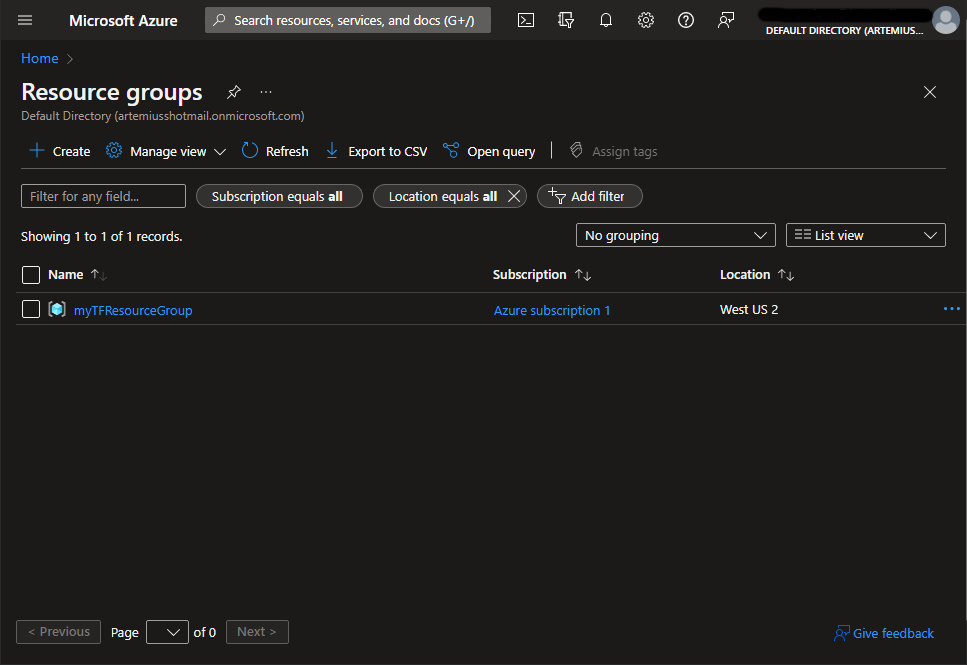 Microsoft Azure
Search resources, services, and docs (G+/)
DEFAULT DIRECTORY (ARTEMIUS...
Home >
Resource groups
...
Default Directory (artemiusshotmail.onmicrosoft.com)
Create Manage view Refresh Export to CSV Open query Assign tags
Filter for any field... Subscription equals all Location equals all Add filter
Showing 1 to 1 of 1 records.
No grouping List view
Name Subscription Location
myTFResourceGroup Azure subscription 1 West US 2
< Previous Page of 0 Next >
Give feedback